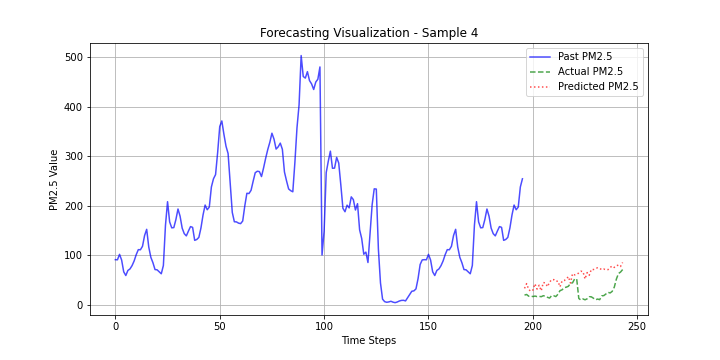 Forecasting Visualization - Sample 4
Past PM2.5
Actual PM2.5
Predicted PM2.5
PM2.5 Value
500
400
300
200
100
0
0 50 100 150 200 250
Time Steps